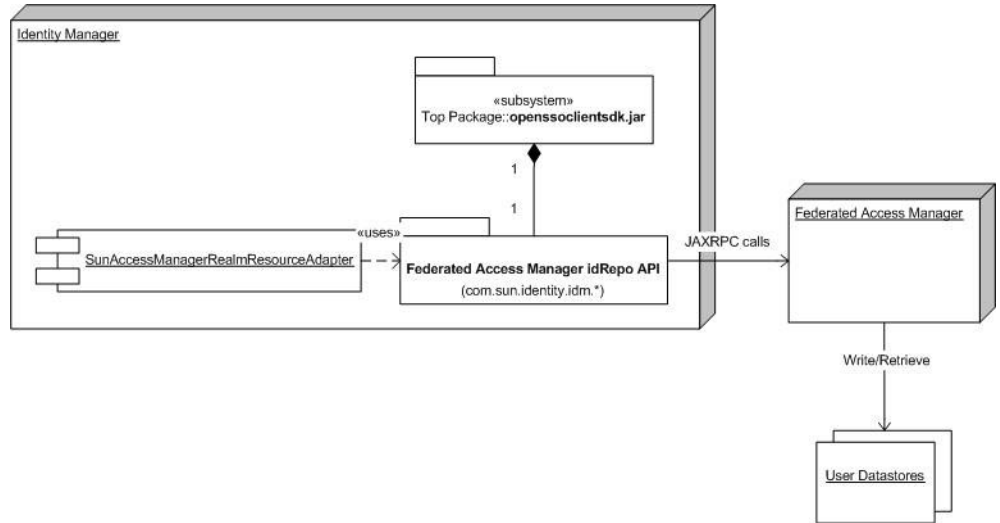 Identity Manager
«subsystem»
Top Package::openssoclientsdk.jar
1
1
«uses»
SunAccessManagerRealmResourceAdapter
Federated Access Manager idRepo API
(com.sun.identity.idm.*)
JAXRPC calls
Federated Access Manager
Write/Retrieve
User Datastores